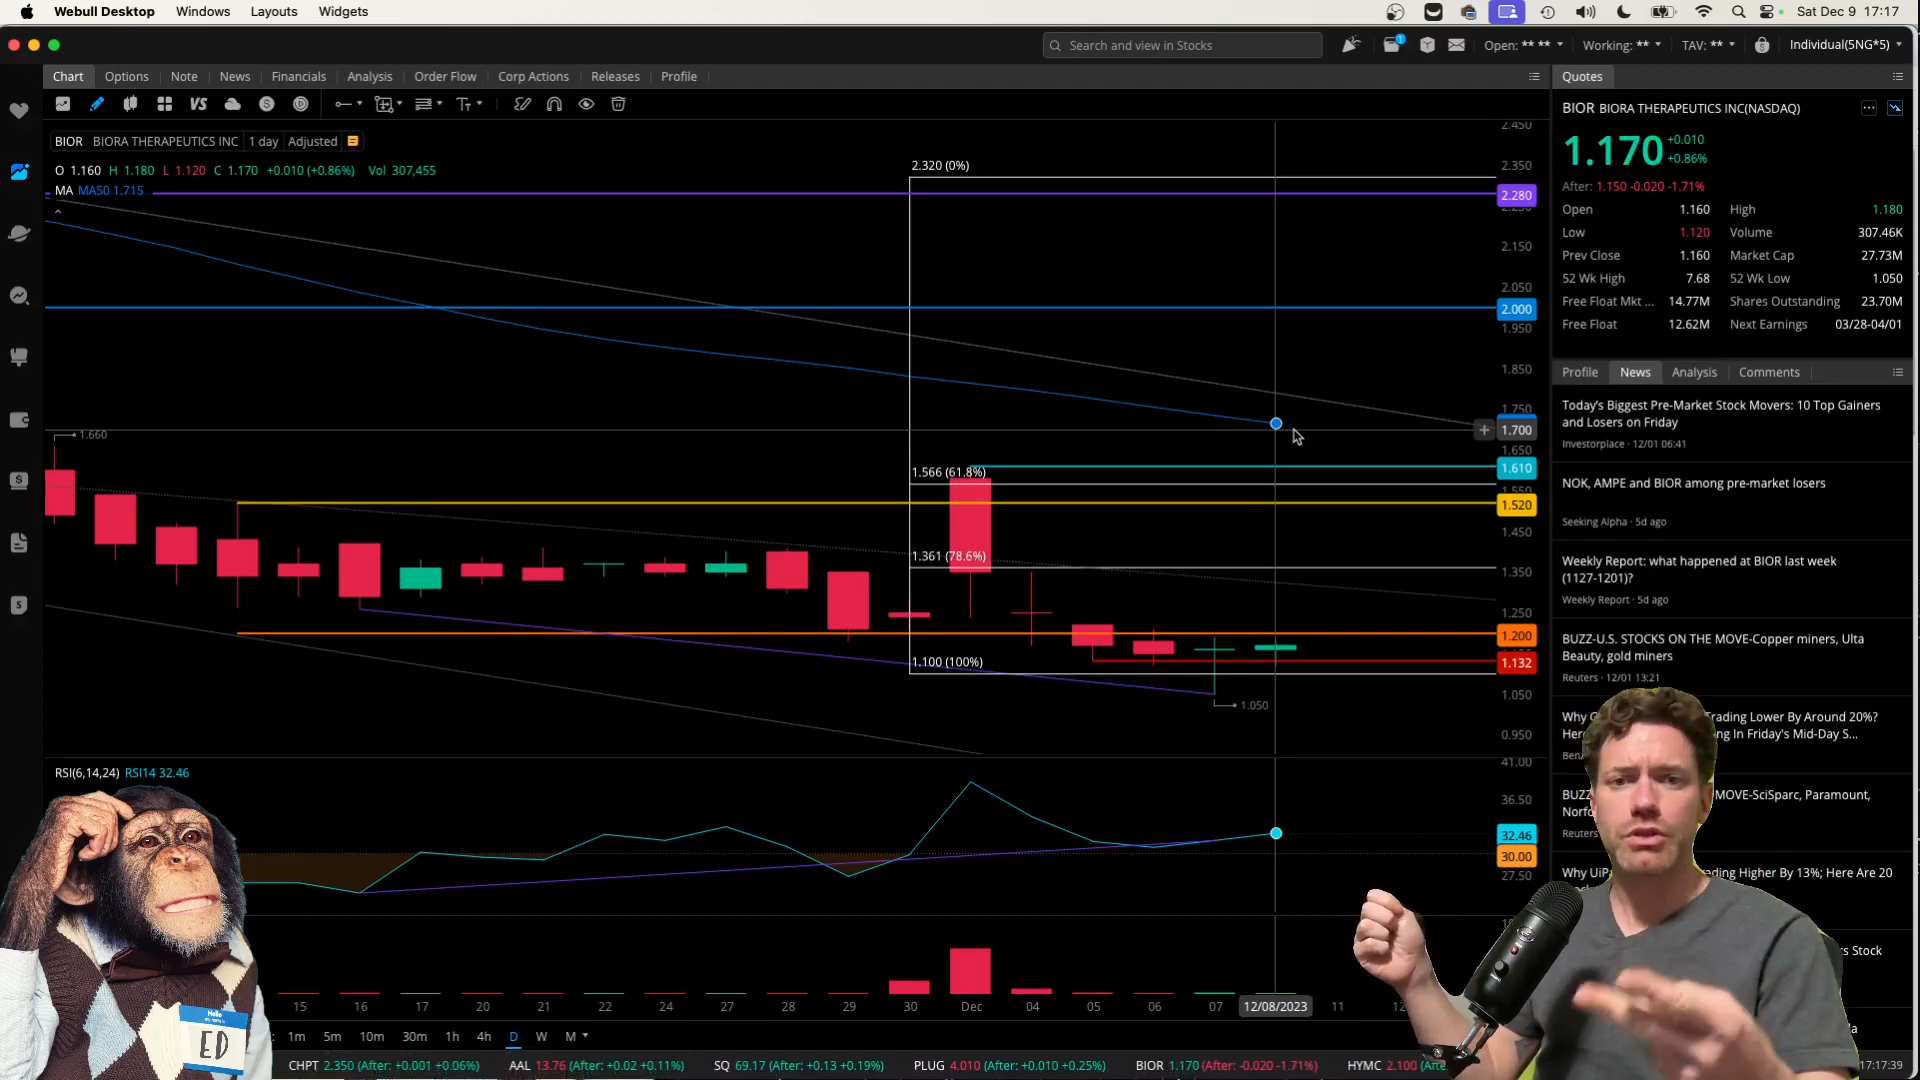 Webull Desktop Windows Layouts Widgets Sat Dec 9 17:17
Search and view in Stocks Open: ** ** Working: ** TAV: ** Individual(5NG*5)
Chart Options Note News Financials Analysis Order Flow Corp Actions Releases Profile
VS
BIOR BIORA THERAPEUTICS INC 1 day Adjusted
O 1.160 H 1.180 L 1.120 C 1.170 +0.010 (+0.86%) Vol 307,455
MA MA50 1.715
2.320 (0%)
1.660
1.566 (61.8%)
1.361 (78.6%)
1.100 (100%)
1.050
2.450
2.350
2.280
2.150
2.050
2.000
1.950
1.850
1.750
1.700
1.650
1.610
1.550
1.520
1.450
1.350
1.250
1.200
1.132
1.050
0.950
RSI(6,14,24) RSI14 32.46
41.00
36.50
32.46
30.00
27.50
15 16 17 20 21 22 24 27 28 29 30 Dec 04 05 06 07 12/08/2023 11
1m 5m 10m 30m 1h 4h D W M
CHPT 2.350 (After: +0.001 +0.06%) AAL 13.76 (After: +0.02 +0.11%) SQ 69.17 (After: +0.13 +0.19%) PLUG 4.010 (After: +0.010 +0.25%) BIOR 1.170 (After: -0.020 -1.71%) HYMC 2.100
17:17:39
Hello
ED
Quotes
BIOR BIORA THERAPEUTICS INC(NASDAQ)
1.170 +0.010
+0.86%
After: 1.150 -0.020 -1.71%
Open 1.160 High 1.180
Low 1.120 Volume 307.46K
Prev Close 1.160 Market Cap 27.73M
52 Wk High 7.68 52 Wk Low 1.050
Free Float Mkt ... 14.77M Shares Outstanding 23.70M
Free Float 12.62M Next Earnings 03/28-04/01
Profile News Analysis Comments
Today's Biggest Pre-Market Stock Movers: 10 Top Gainers
and Losers on Friday
Investorplace · 12/01 06:41
NOK, AMPE and BIOR among pre-market losers
Seeking Alpha · 5d ago
Weekly Report: what happened at BIOR last week
(1127-1201)?
Weekly Report · 5d ago
BUZZ-U.S. STOCKS ON THE MOVE-Copper miners, Ulta
Beauty, gold miners
Reuters · 12/01 13:21
Why Trading Lower By Around 20%?
In Friday's Mid-Day S...
BUZZ MOVE-SciSparc, Paramount,
Reuters
Why UiPa Higher By 13%; Here Are 20
Stock